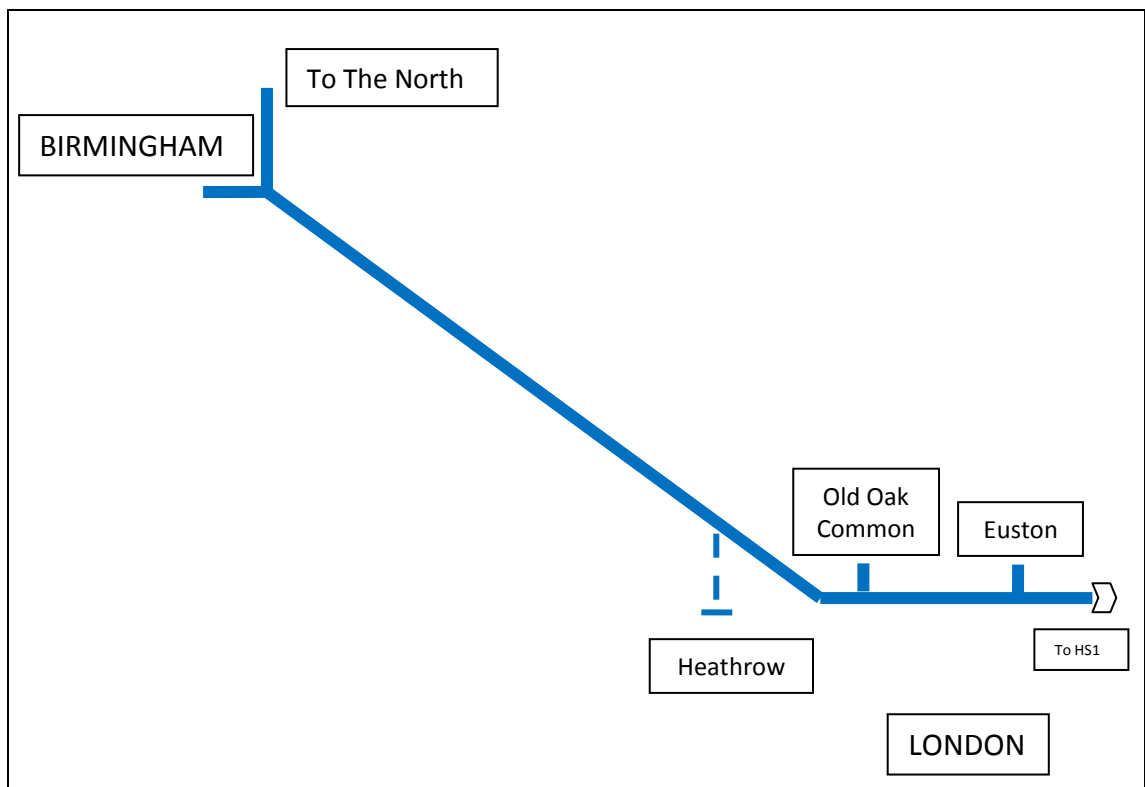 To The North
BIRMINGHAM
Old Oak
Common
Euston
Heathrow
To HS1
LONDON